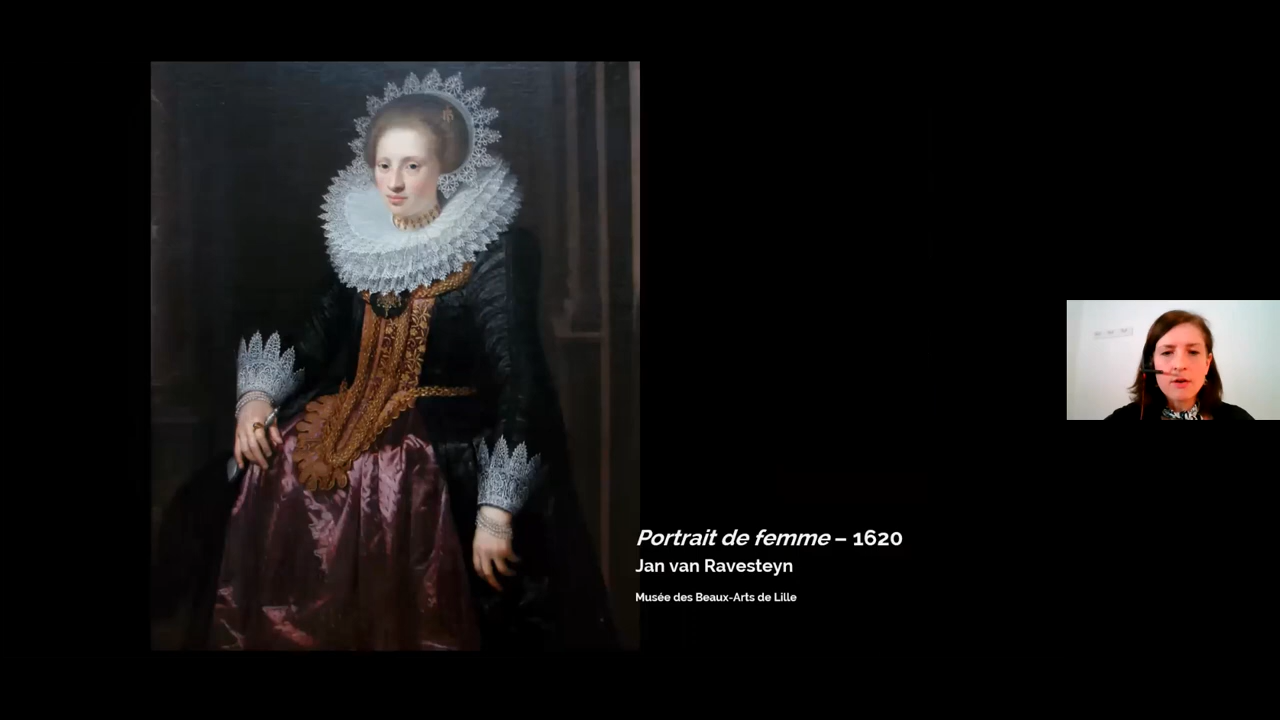 Portrait de femme – 1620
Jan van Ravesteyn
Musée des Beaux-Arts de Lille